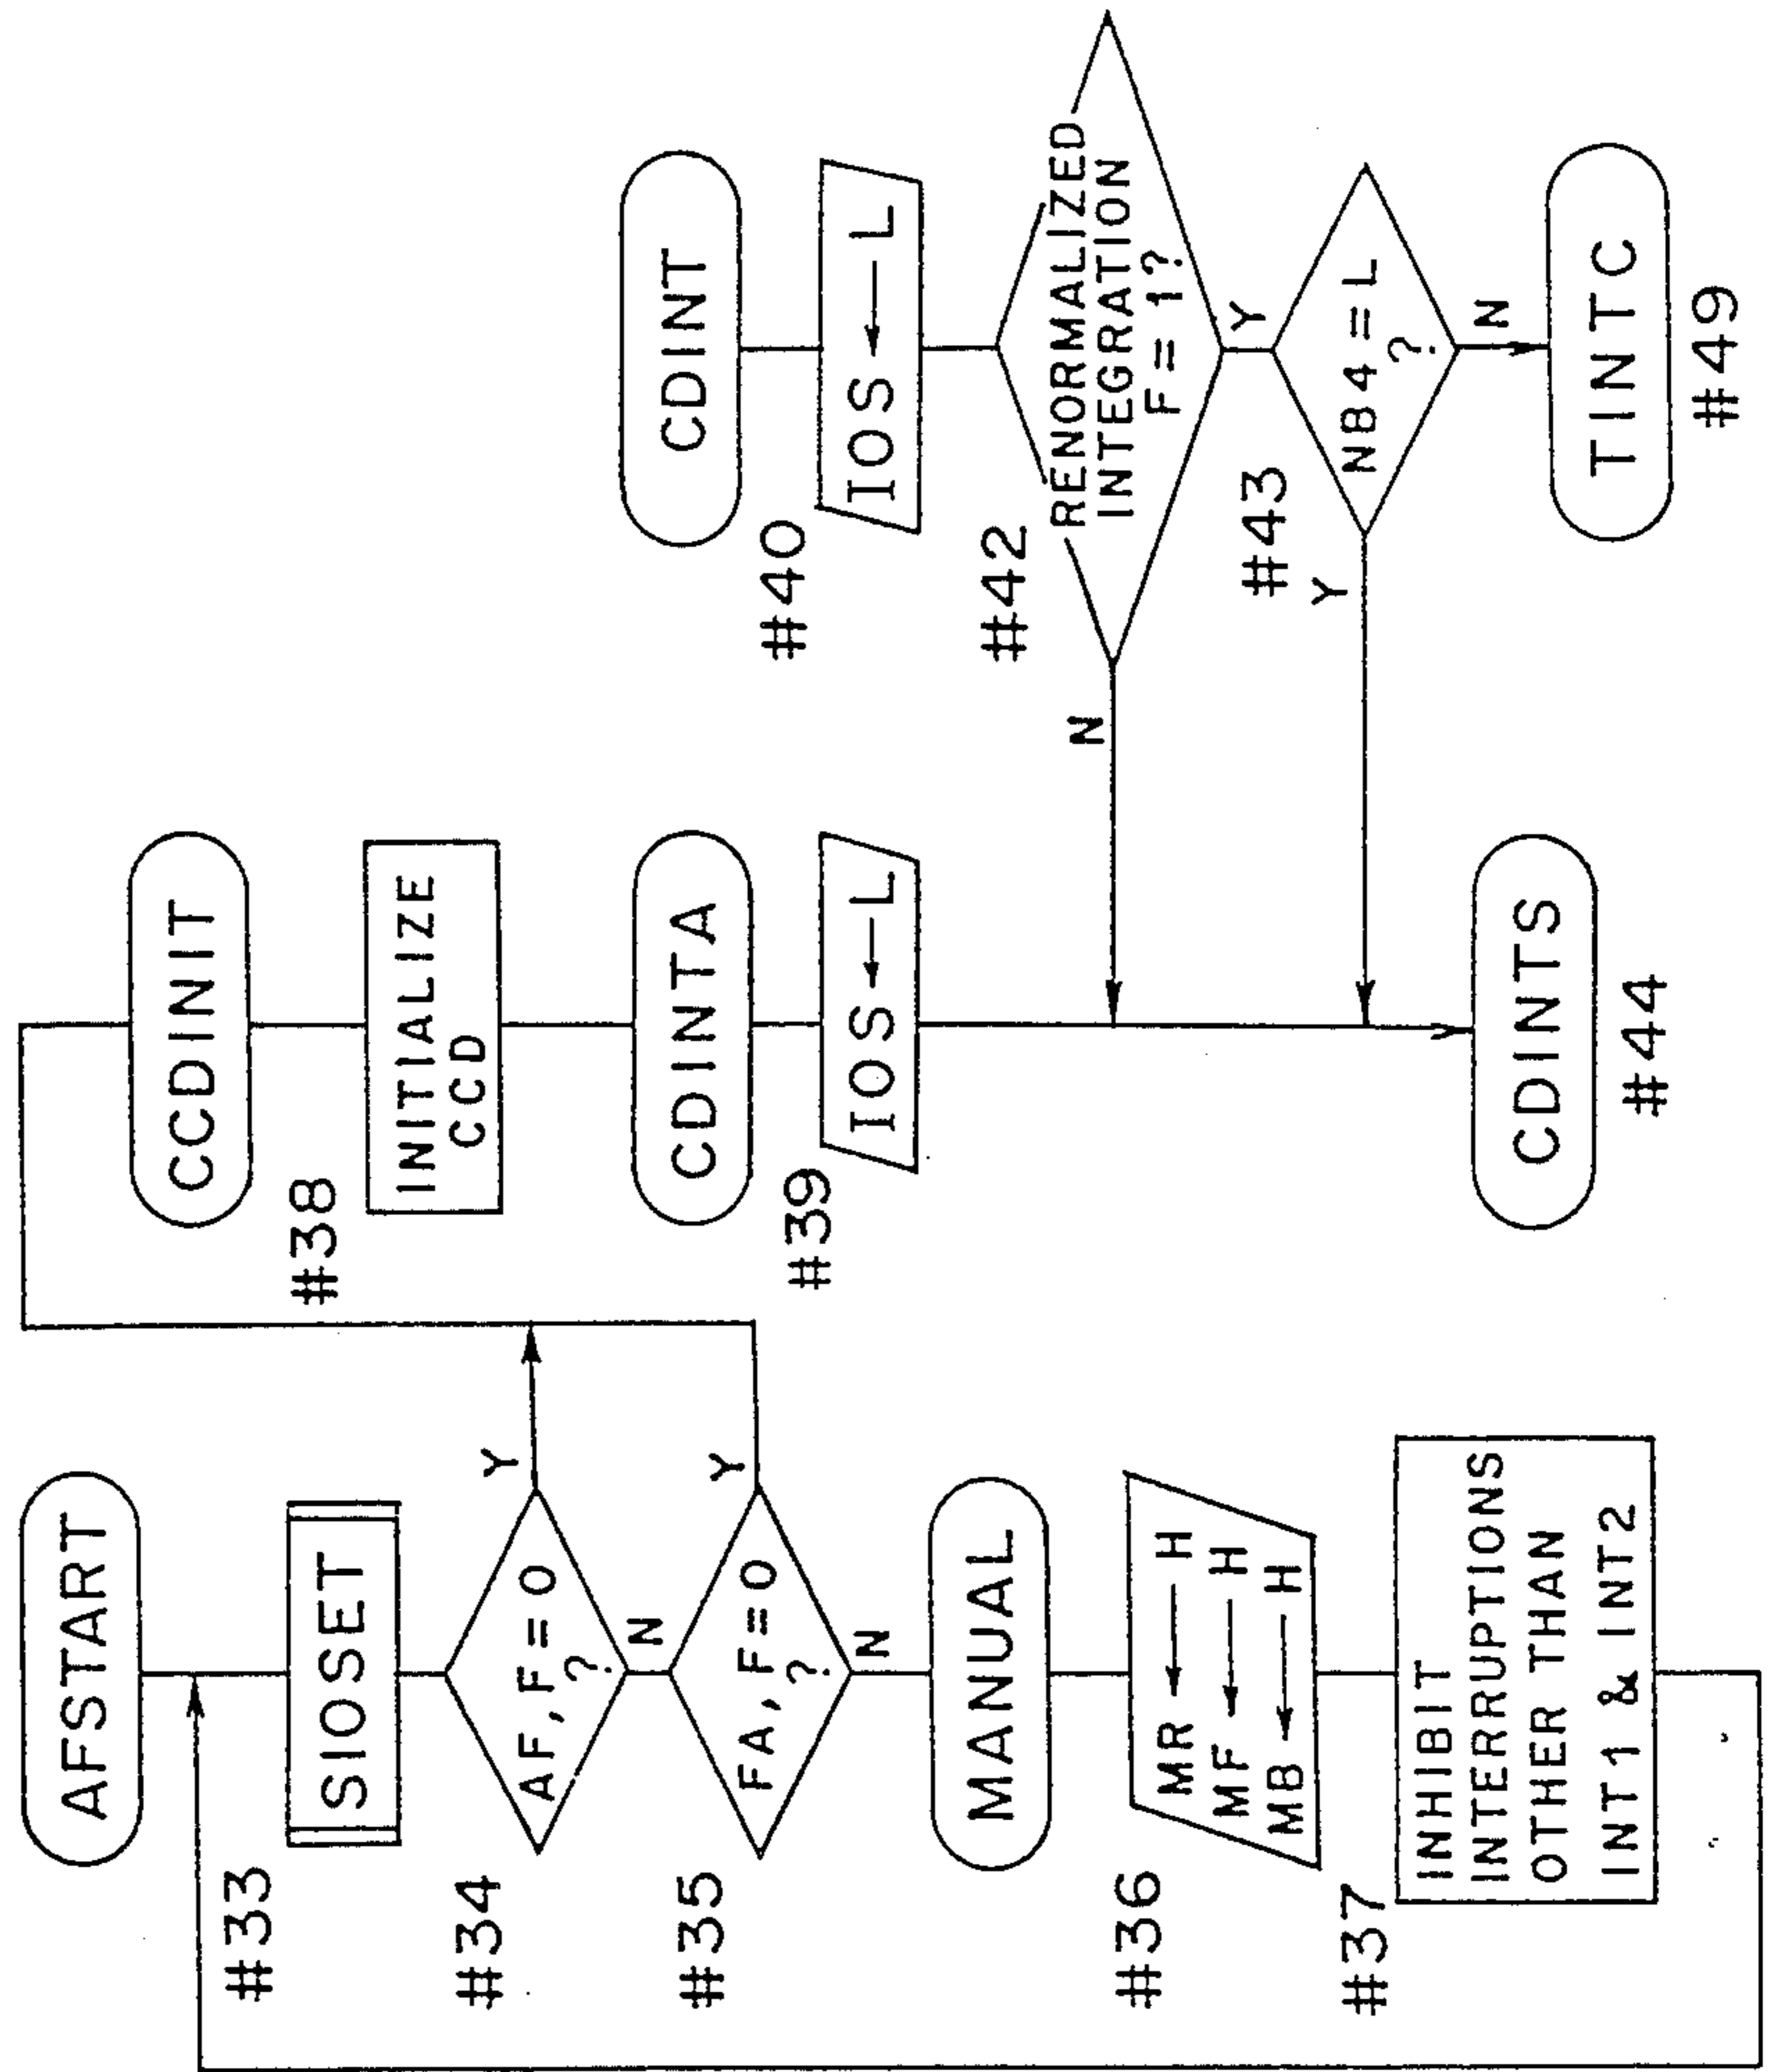 AFSTART
#33
SIOSET
#34
AF, F=0
?
Y
N
#35
FA, F=0
?
Y
N
MANUAL
#36
MR → H
MF ← H
MB ← H
#37
INHIBIT
INTERRUPTIONS
OTHER THAN
INT1 & INT2
CCDINIT
#38
INITIALIZE
CCD
CDINTA
#39
IOS ← L
CDINTS
#44
CDINT
#40
IOS ← L
#42
RENORMALIZED
INTEGRATION
F = 1?
N
Y
#43
NB4 = L
?
Y
N
TINTC
#49